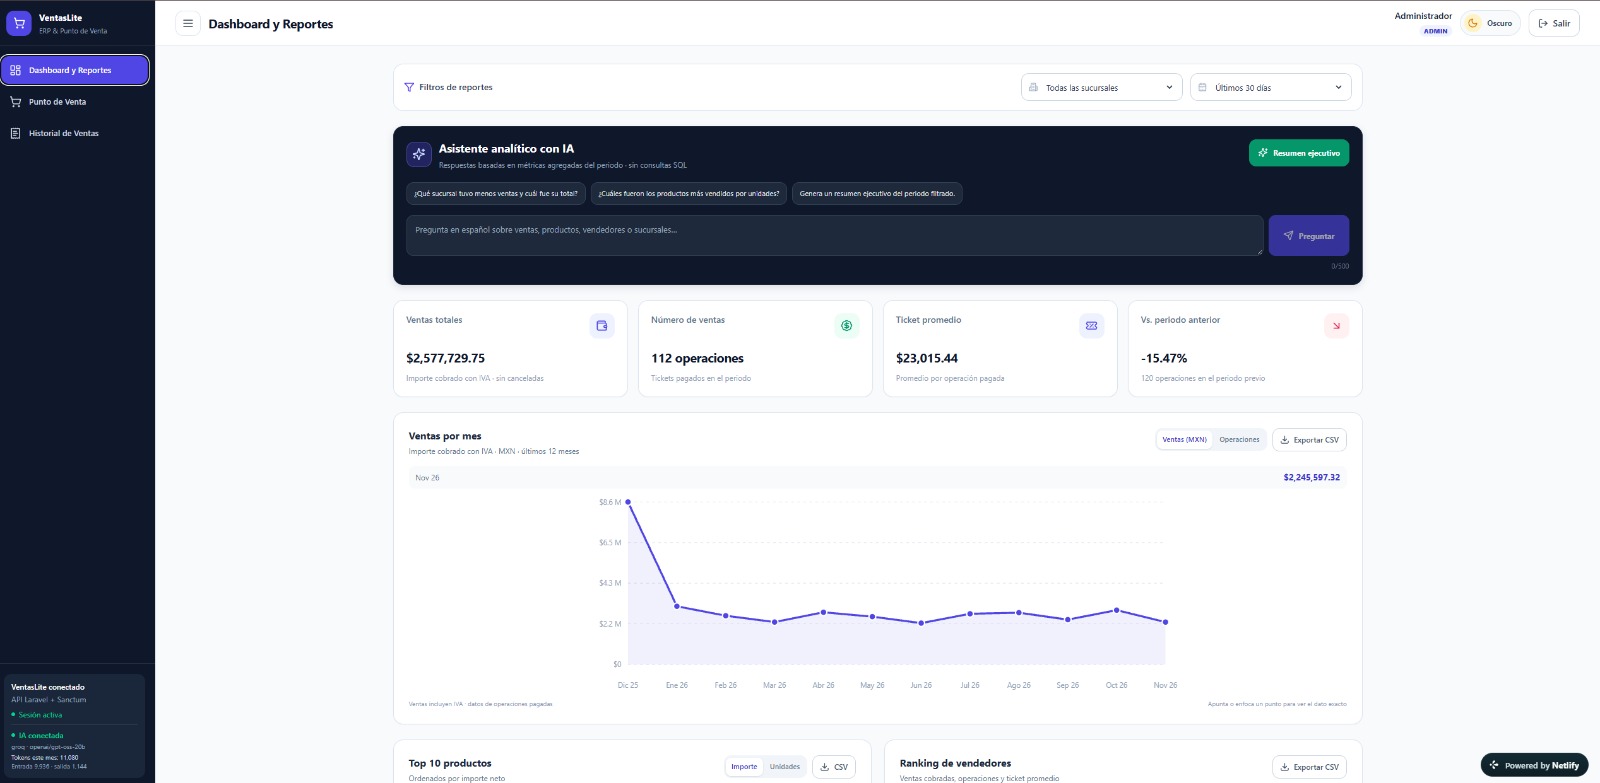 VentasLite
ERP & Punto de Venta
Dashboard y Reportes
Punto de Venta
Historial de Ventas
VentasLite conectado
API Laravel + Sanctum
Sesión activa
IA conectada
groq · openai/gpt-oss-20b
Tokens este mes: 11,080
Entrada 9,936 · salida 1,144
Dashboard y Reportes
Administrador
ADMIN
Oscuro
Salir
Filtros de reportes
Todas las sucursales
Últimos 30 días
Asistente analítico con IA
Respuestas basadas en métricas agregadas del periodo · sin consultas SQL
Resumen ejecutivo
¿Qué sucursal tuvo menos ventas y cuál fue su total?
¿Cuáles fueron los productos más vendidos por unidades?
Genera un resumen ejecutivo del periodo filtrado.
Pregunta en español sobre ventas, productos, vendedores o sucursales...
Preguntar
0/500
Ventas totales
$2,577,729.75
Importe cobrado con IVA · sin canceladas
Número de ventas
112 operaciones
Tickets pagados en el periodo
Ticket promedio
$23,015.44
Promedio por operación pagada
Vs. periodo anterior
-15.47%
120 operaciones en el periodo previo
Ventas por mes
Importe cobrado con IVA · MXN · últimos 12 meses
Ventas (MXN)
Operaciones
Exportar CSV
Nov 26
$2,245,597.32
$8.6 M
$6.5 M
$4.3 M
$2.2 M
$0
Dic 25
Ene 26
Feb 26
Mar 26
Abr 26
May 26
Jun 26
Jul 26
Ago 26
Sep 26
Oct 26
Nov 26
Ventas incluyen IVA · datos de operaciones pagadas
Apunta o enfoca un punto para ver el dato exacto
Top 10 productos
Ordenados por importe neto
Importe
Unidades
CSV
Ranking de vendedores
Ventas cobradas, operaciones y ticket promedio
Exportar CSV
Powered by Netlify